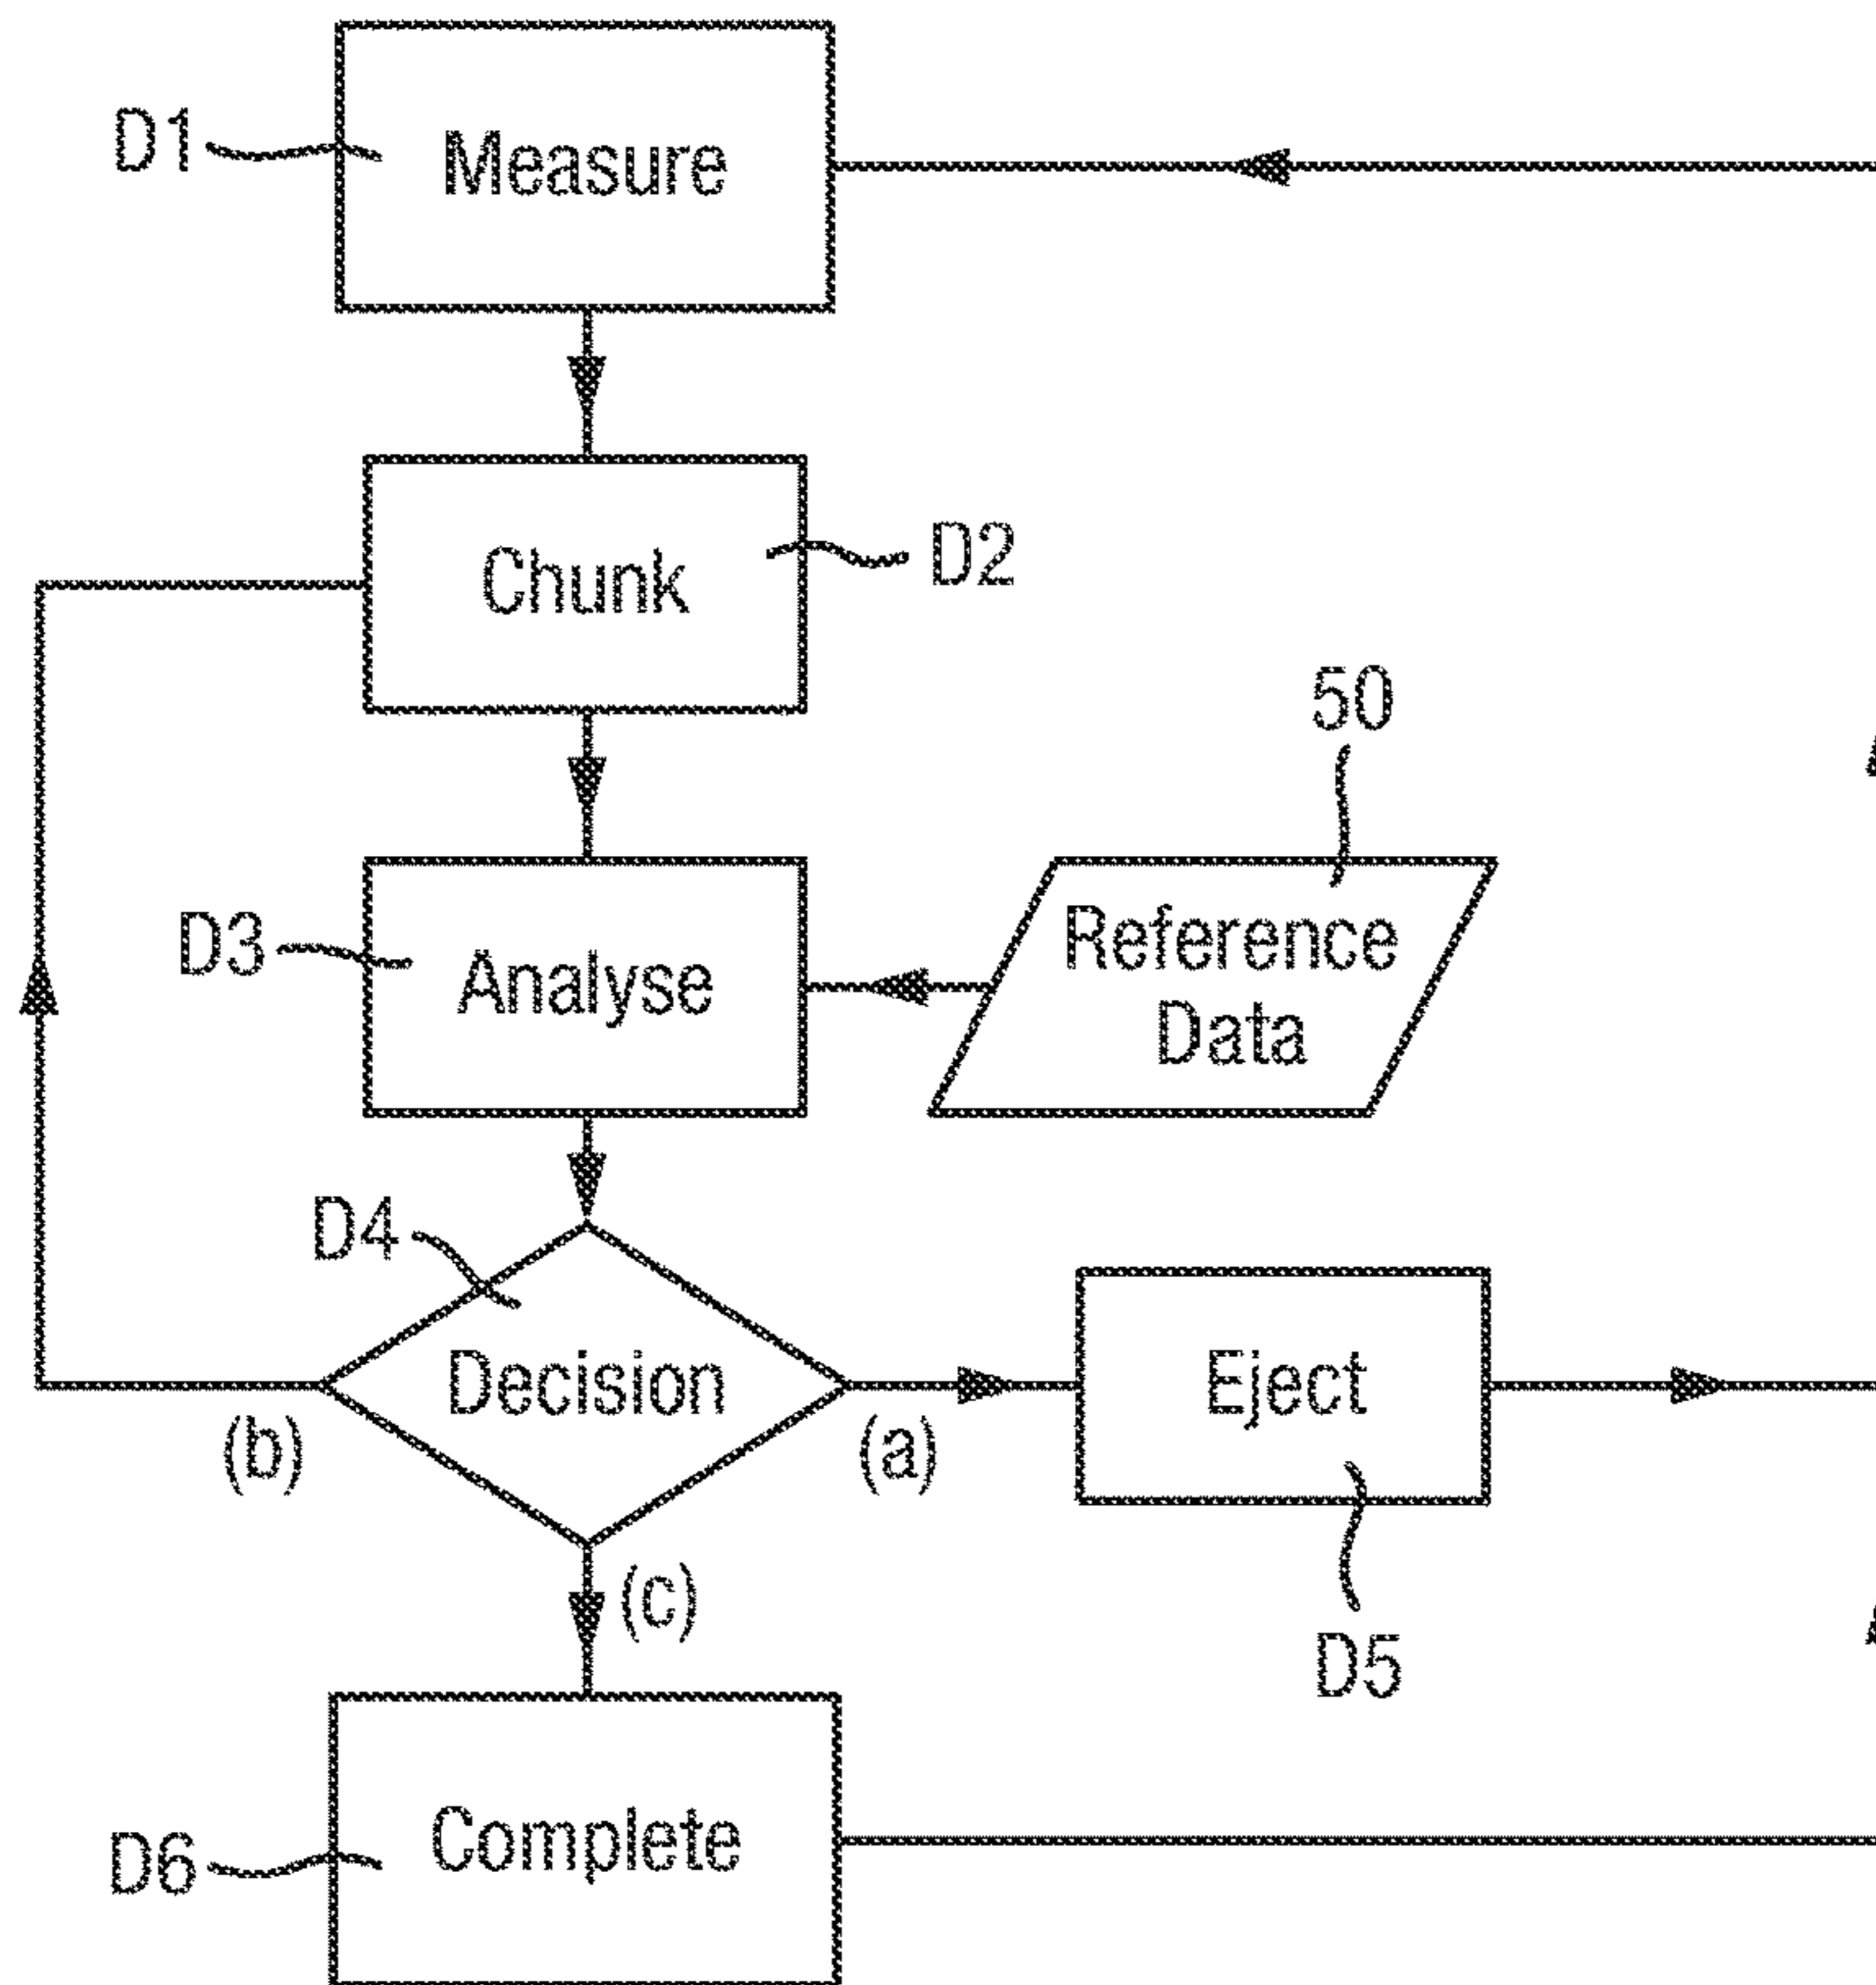 D1
Measure
Chunk
D2
50
D3
Analyse
Reference
Data
D4
Decision
Eject
(b)
(a)
(c)
D5
Complete
D6